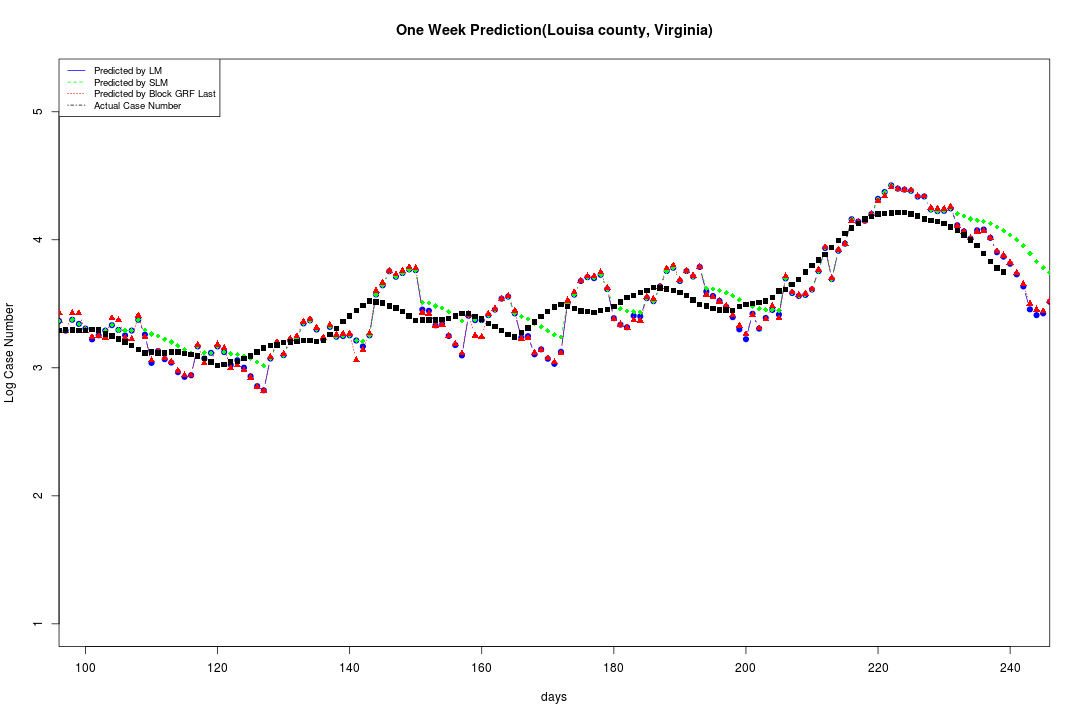 One Week Prediction(Louisa county, Virginia)
Predicted by LM
Predicted by SLM
Predicted by Block GRF Last
Actual Case Number
5
4
3
2
1
Log Case Number
100 120 140 160 180 200 220 240
days